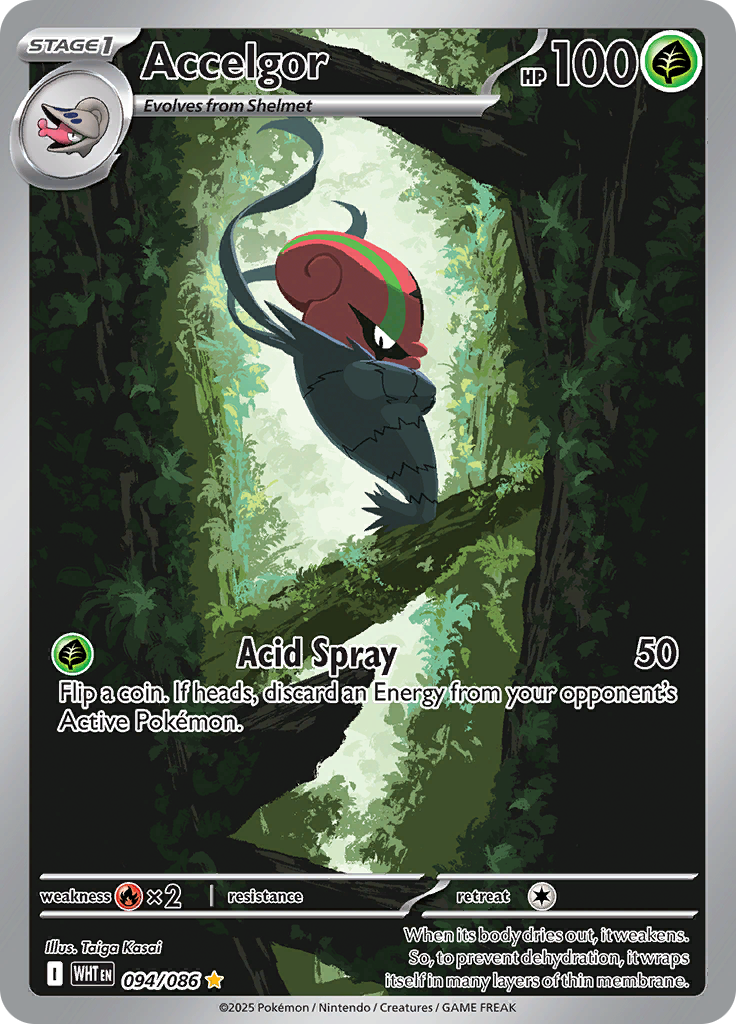 STAGE1
Accelgor
HP 100
Evolves from Shelmet
Acid Spray 50
Flip a coin. If heads, discard an Energy from your opponent's
Active Pokémon.
weakness ×2 resistance retreat
Illus. Taiga Kasai
I WHT EN 094/086
When its body dries out, it weakens.
So, to prevent dehydration, it wraps
itself in many layers of thin membrane.
©2025 Pokémon / Nintendo / Creatures / GAME FREAK